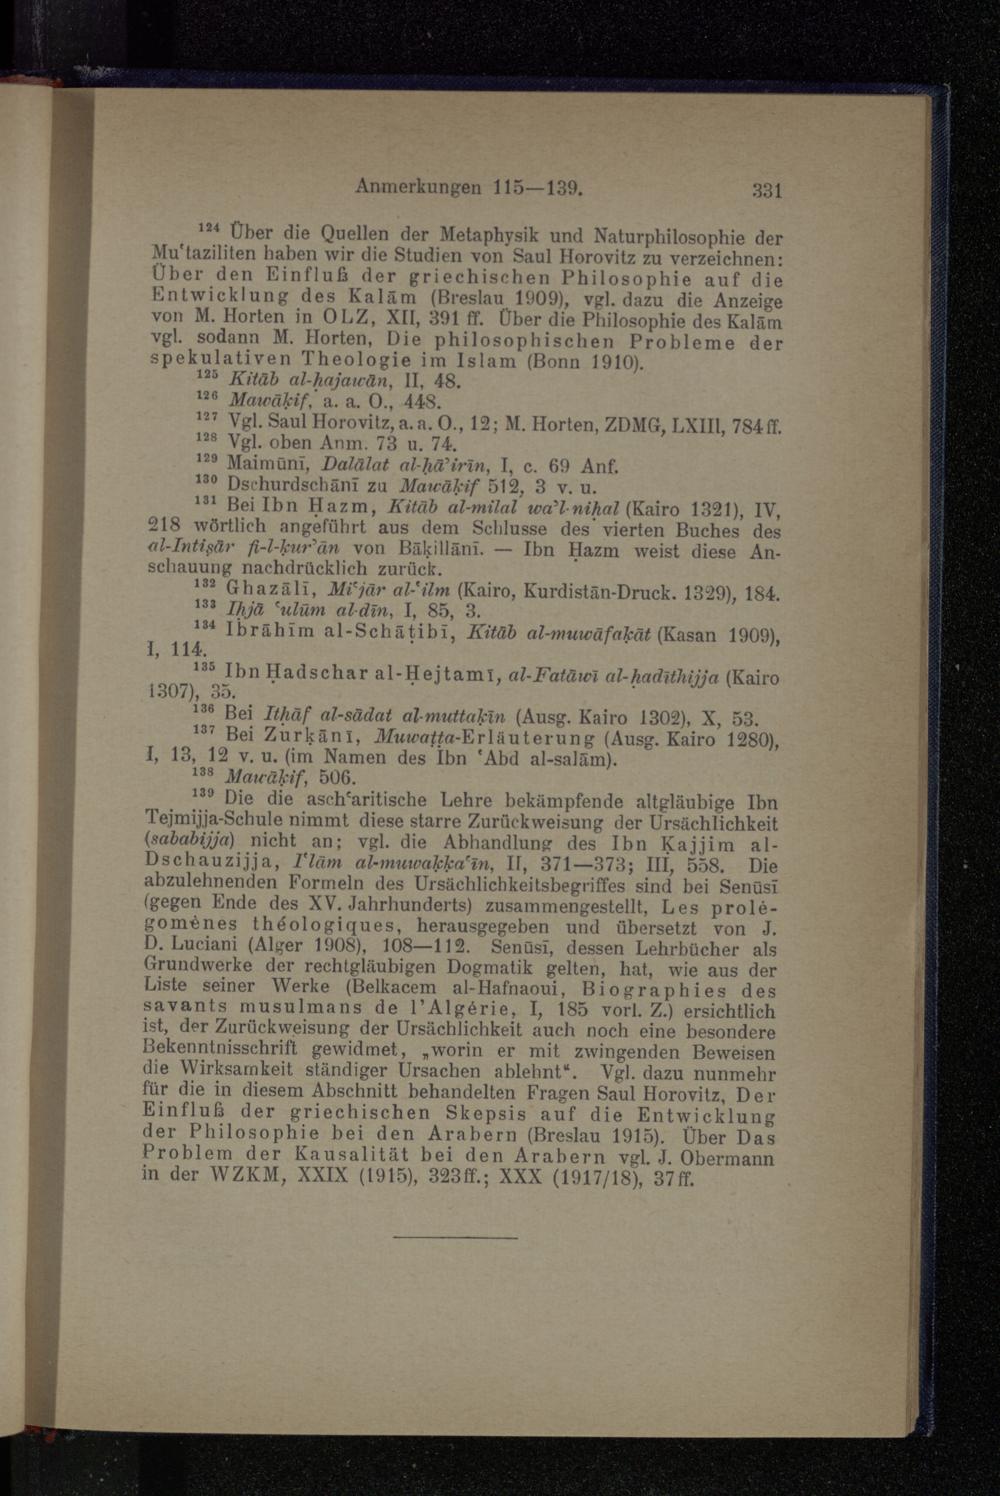 Anmerkungen 115—139. 331
¹²⁴ Über die Quellen der Metaphysik und Naturphilosophie der
Muʿtaziliten haben wir die Studien von Saul Horovitz zu verzeichnen:
Über den Einfluß der griechischen Philosophie auf die
Entwicklung des Kalām (Breslau 1909), vgl. dazu die Anzeige
von M. Horten in OLZ, XII, 391 ff. Über die Philosophie des Kalām
vgl. sodann M. Horten, Die philosophischen Probleme der
spekulativen Theologie im Islam (Bonn 1910).
¹²⁵ Kitāb al-ḥajawān, II, 48.
¹²⁶ Mawāḳif, a. a. O., 448.
¹²⁷ Vgl. Saul Horovitz, a. a. O., 12; M. Horten, ZDMG, LXIII, 784 ff.
¹²⁸ Vgl. oben Anm. 73 u. 74.
¹²⁹ Maimūnī, Dalālat al-ḥāʾirīn, I, c. 69 Anf.
¹³⁰ Dschurdschānī zu Mawāḳif 512, 3 v. u.
¹³¹ Bei Ibn Ḥazm, Kitāb al-milal waʾl-niḥal (Kairo 1321), IV,
218 wörtlich angeführt aus dem Schlusse des vierten Buches des
al-Intiṣār fi-l-ḳurʾān von Bāḳillānī. — Ibn Ḥazm weist diese An-
schauung nachdrücklich zurück.
¹³² Ghazālī, Miʿjār al-ʿilm (Kairo, Kurdistān-Druck. 1329), 184.
¹³³ Iḥjā ʿulūm al-dīn, I, 85, 3.
¹³⁴ Ibrāhīm al-Schāṭibī, Kitāb al-muwāfaḳāt (Kasan 1909),
I, 114.
¹³⁵ Ibn Ḥadschar al-Ḥejtamī, al-Fatāwī al-ḥadīthijja (Kairo
1307), 35.
¹³⁶ Bei Itḥāf al-sādat al-muttaḳīn (Ausg. Kairo 1302), X, 53.
¹³⁷ Bei Zurḳānī, Muwaṭṭa-Erläuterung (Ausg. Kairo 1280),
I, 13, 12 v. u. (im Namen des Ibn ʿAbd al-salām).
¹³⁸ Mawāḳif, 506.
¹³⁹ Die die aschʿaritische Lehre bekämpfende altgläubige Ibn
Tejmijja-Schule nimmt diese starre Zurückweisung der Ursächlichkeit
(sababijja) nicht an; vgl. die Abhandlung des Ibn Ḳajjim al-
Dschauzijja, Iʿlām al-muwaḳḳaʿīn, II, 371—373; III, 558. Die
abzulehnenden Formeln des Ursächlichkeitsbegriffes sind bei Senūsī
(gegen Ende des XV. Jahrhunderts) zusammengestellt, Les prolé-
gomènes théologiques, herausgegeben und übersetzt von J.
D. Luciani (Alger 1908), 108—112. Senūsī, dessen Lehrbücher als
Grundwerke der rechtgläubigen Dogmatik gelten, hat, wie aus der
Liste seiner Werke (Belkacem al-Hafnaoui, Biographies des
savants musulmans de l'Algérie, I, 185 vorl. Z.) ersichtlich
ist, der Zurückweisung der Ursächlichkeit auch noch eine besondere
Bekenntnisschrift gewidmet, „worin er mit zwingenden Beweisen
die Wirksamkeit ständiger Ursachen ablehnt“. Vgl. dazu nunmehr
für die in diesem Abschnitt behandelten Fragen Saul Horovitz, Der
Einfluß der griechischen Skepsis auf die Entwicklung
der Philosophie bei den Arabern (Breslau 1915). Über Das
Problem der Kausalität bei den Arabern vgl. J. Obermann
in der WZKM, XXIX (1915), 323 ff.; XXX (1917/18), 37 ff.